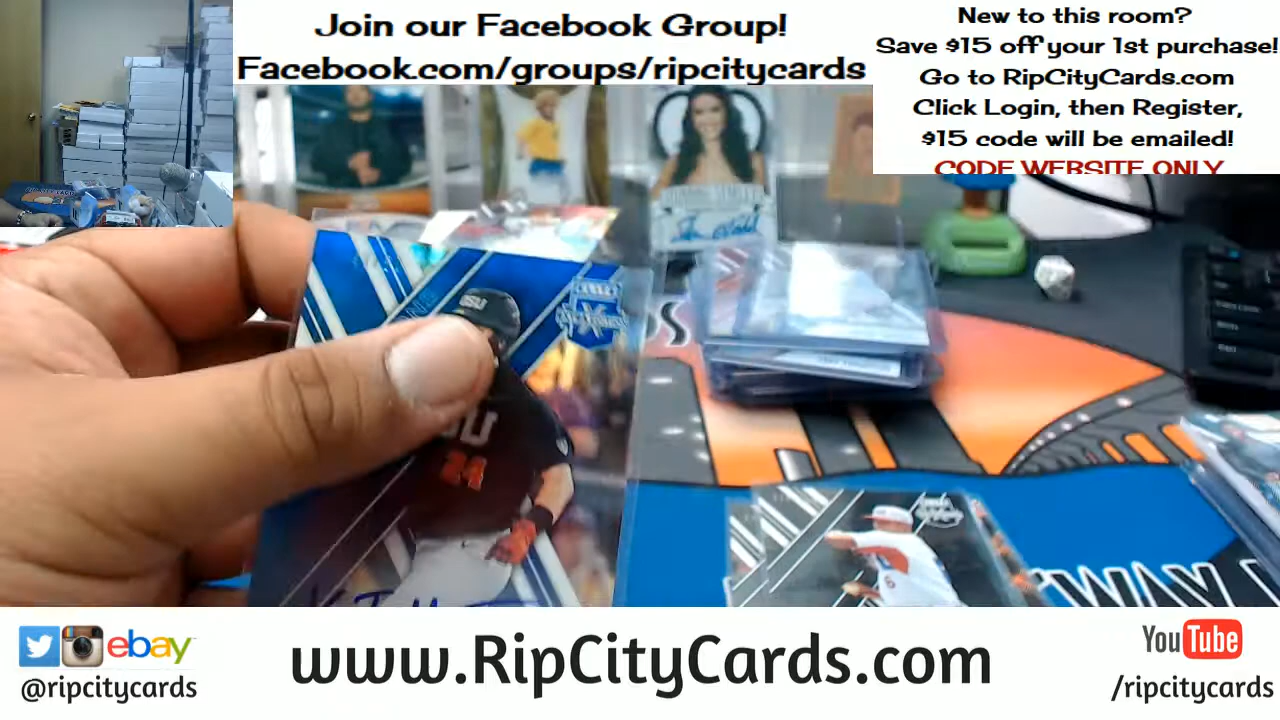 Join our Facebook Group!
Facebook.com/groups/ripcitycards
New to this room?
Save $15 off your 1st purchase!
Go to RipCityCards.com
Click Login, then Register,
$15 code will be emailed!
CODE WEBSITE ONLY
OSU
24
6
ebay
@ripcitycards
www.RipCityCards.com
YouTube
/ripcitycards